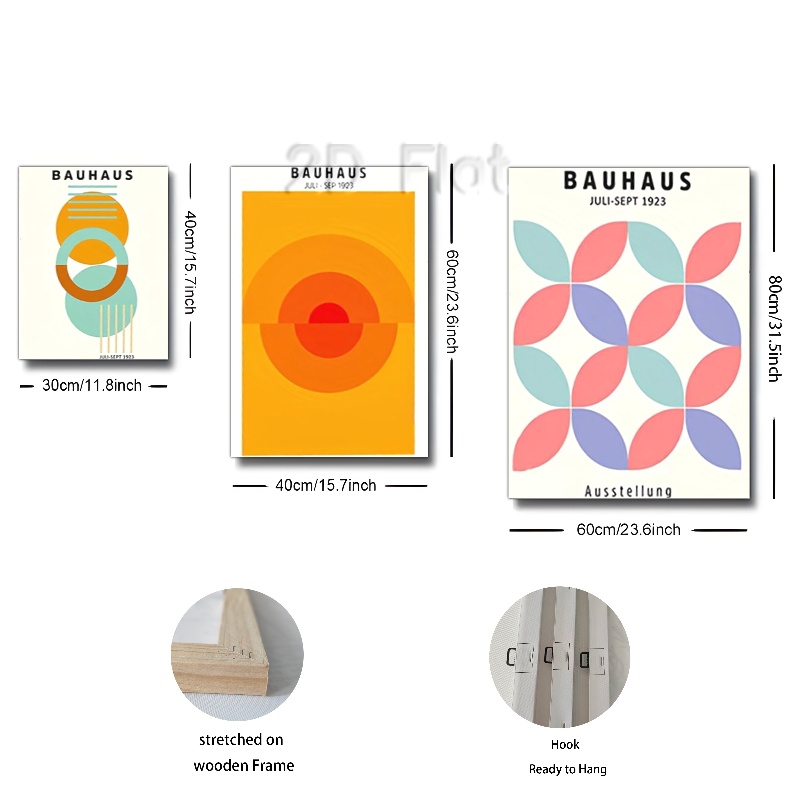 2D Flat
BAUHAUS
JULI-SEPT 1923
40cm/15.7inch
30cm/11.8inch
BAUHAUS
JULI - SEP 1923
60cm/23.6inch
40cm/15.7inch
BAUHAUS
JULI-SEPT 1923
Ausstellung
80cm/31.5inch
60cm/23.6inch
stretched on
wooden Frame
Hook
Ready to Hang